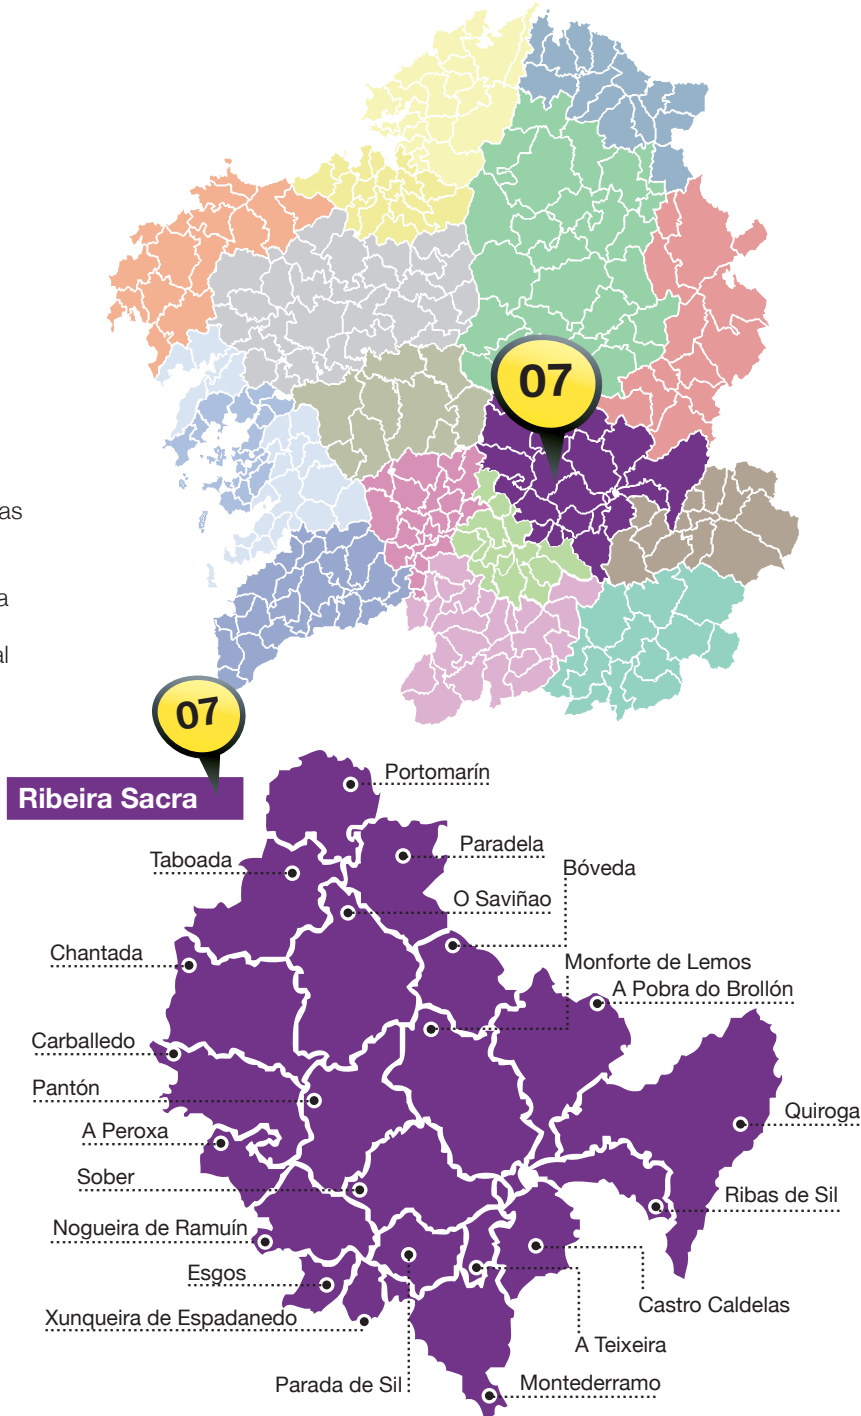 07
as
a
al
07
Ribeira Sacra
Portomarín
Paradela
Taboada
Bóveda
O Saviñao
Chantada
Monforte de Lemos
A Pobra do Brollón
Carballedo
Pantón
Quiroga
A Peroxa
Sober
Ribas de Sil
Nogueira de Ramuín
Esgos
Castro Caldelas
Xunqueira de Espadanedo
A Teixeira
Parada de Sil
Montederramo